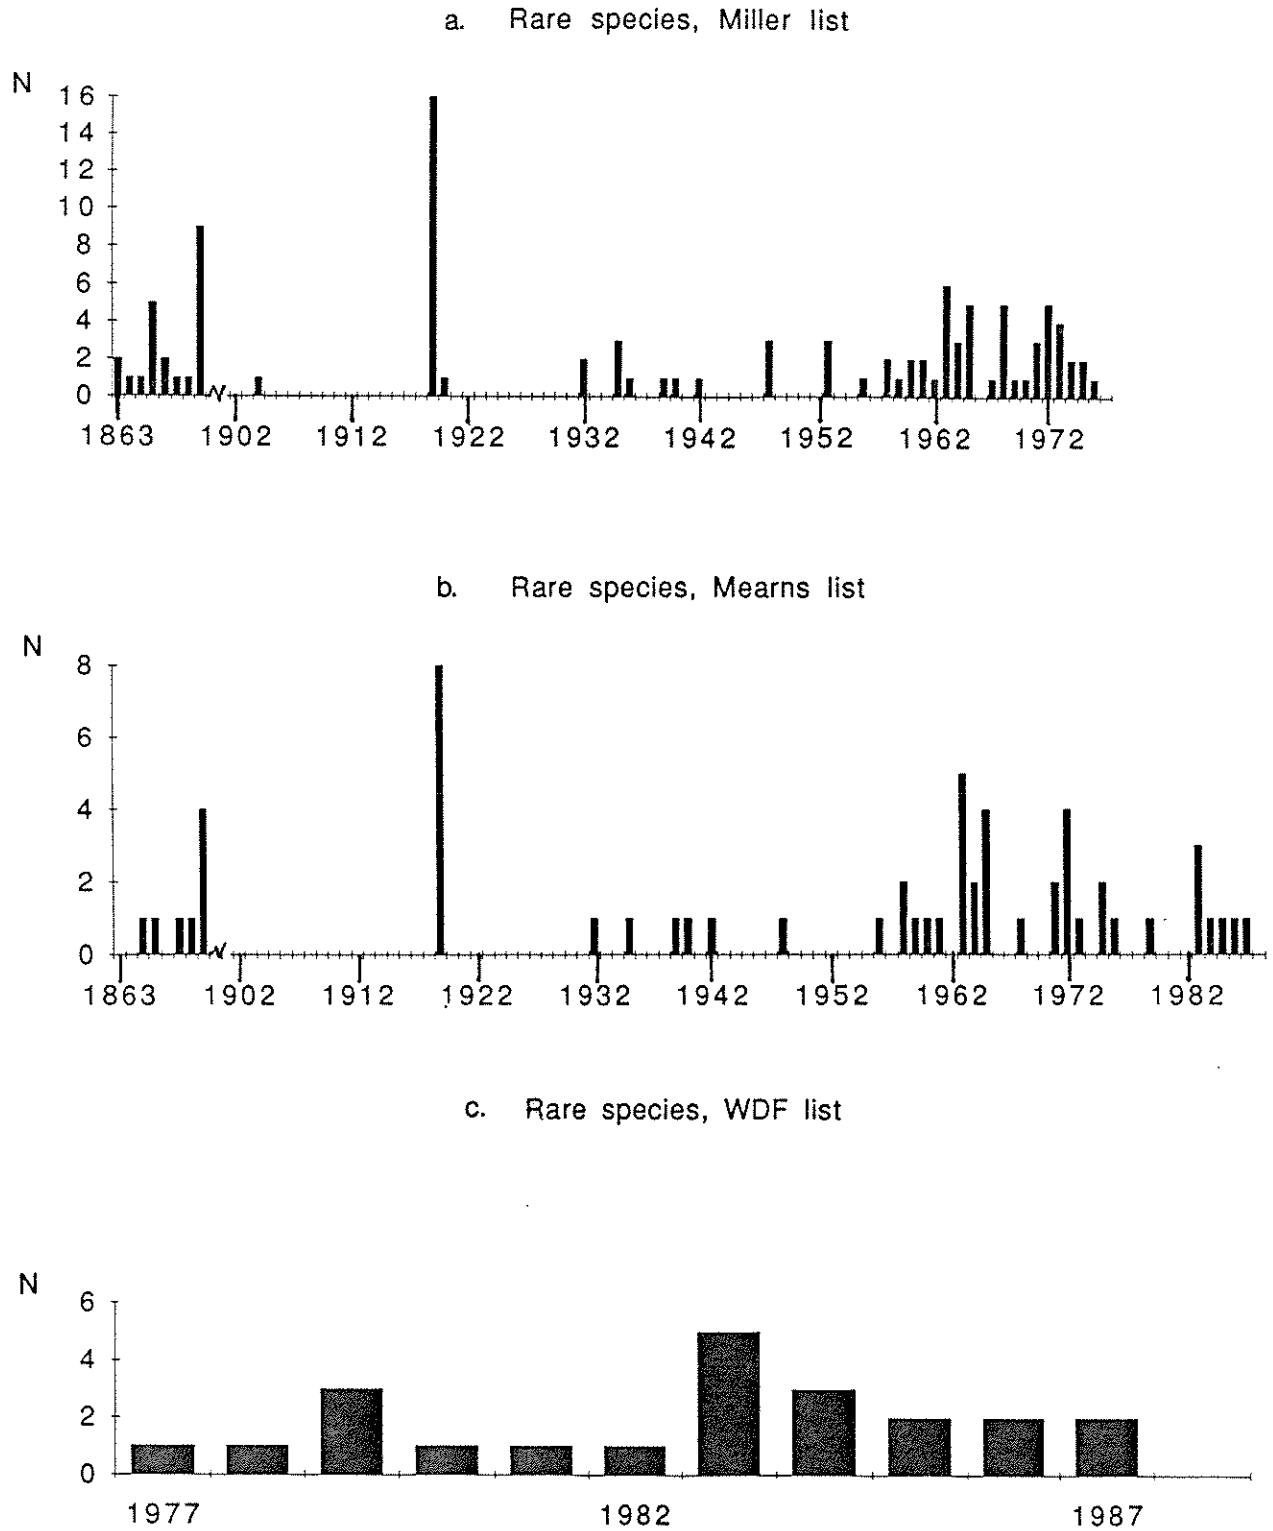 a. Rare species, Miller list
N
16
14
12
10
8
6
4
2
0
1863 1902 1912 1922 1932 1942 1952 1962 1972
b. Rare species, Mearns list
N
8
6
4
2
0
1863 1902 1912 1922 1932 1942 1952 1962 1972 1982
c. Rare species, WDF list
N
6
4
2
0
1977 1982 1987